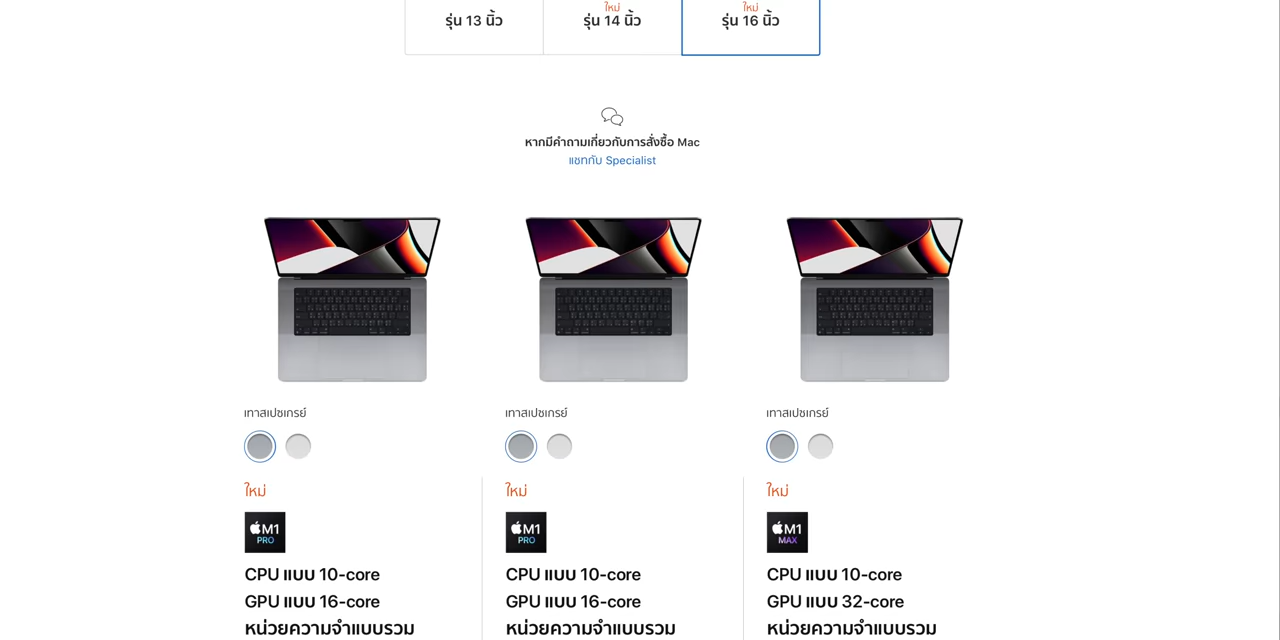 รุ่น 13 นิ้ว
ใหม่
รุ่น 14 นิ้ว
ใหม่
รุ่น 16 นิ้ว
หากมีคำถามเกี่ยวกับการสั่งซื้อ Mac
แชทกับ Specialist
เทาสเปซเกรย์
ใหม่
M1
PRO
CPU แบบ 10-core
GPU แบบ 16-core
หน่วยความจำแบบรวม
เทาสเปซเกรย์
ใหม่
M1
PRO
CPU แบบ 10-core
GPU แบบ 16-core
หน่วยความจำแบบรวม
เทาสเปซเกรย์
ใหม่
M1
MAX
CPU แบบ 10-core
GPU แบบ 32-core
หน่วยความจำแบบรวม